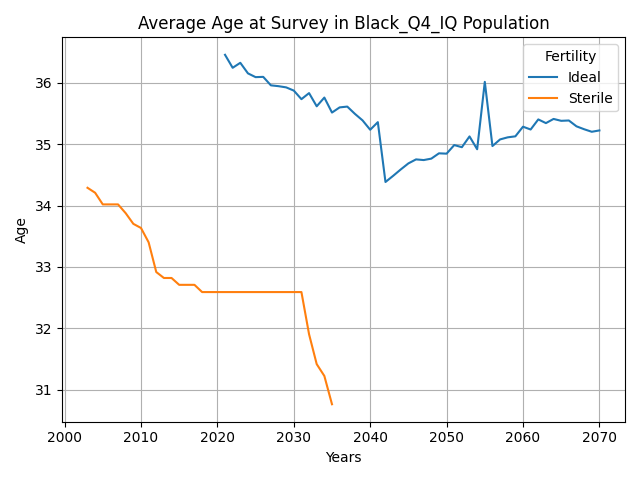 Average Age at Survey in Black_Q4_IQ Population
Fertility
Ideal
Sterile
Age
36
35
34
33
32
31
2000 2010 2020 2030 2040 2050 2060 2070
Years